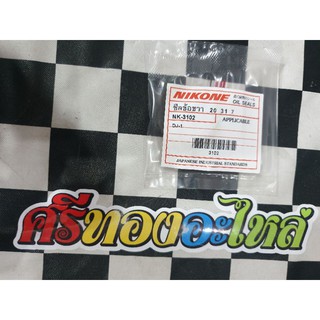 NIKONE
OIL SEALS
ซีลล้อขวา 20 31 7
NK-3102
APPLICABLE
DJ-1
3102
JAPANESE INDUSTRIAL STANDARDS
ศรีทองอะไหล่